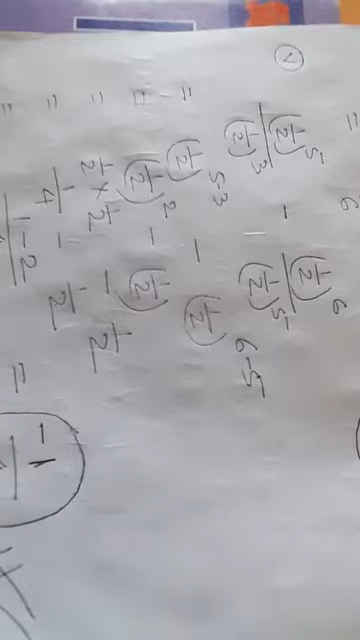 = 6
(1/2)^5/(1/2)^3 - (1/2)^6/(1/2)^5
= (1/2)^5-3 - (1/2)^6-5
= (1/2)^2 - (1/2)
= 1/2 × 1/2 - 1/2
= 1/4 - 1/2
= 1-2 =